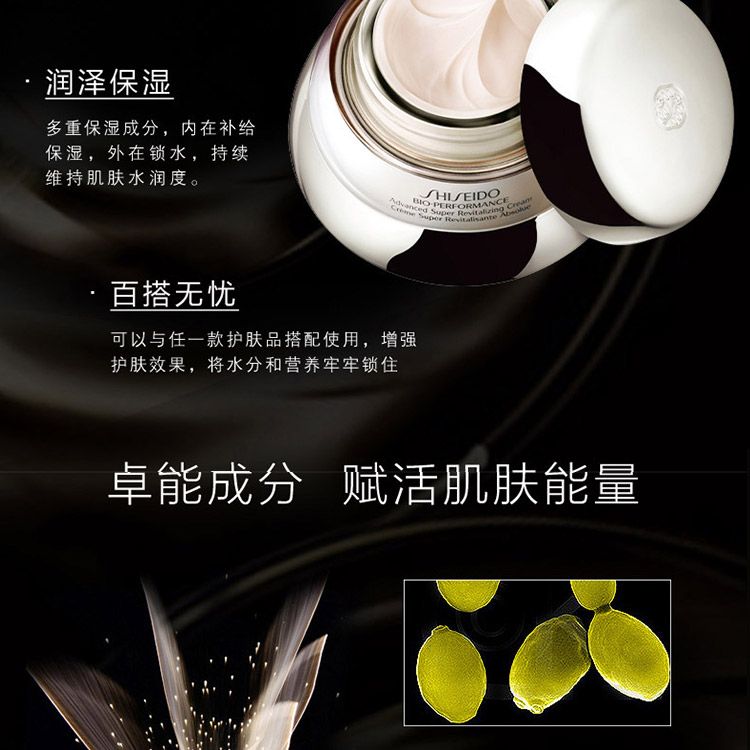 · 润泽保湿
多重保湿成分，内在补给
保湿，外在锁水，持续
维持肌肤水润度。
SHISEIDO
BIO-PERFORMANCE
Advanced Super Revitalizing Cream
Crème Super Revitalisante Absolue
· 百搭无忧
可以与任一款护肤品搭配使用，增强
护肤效果，将水分和营养牢牢锁住
卓能成分 赋活肌肤能量